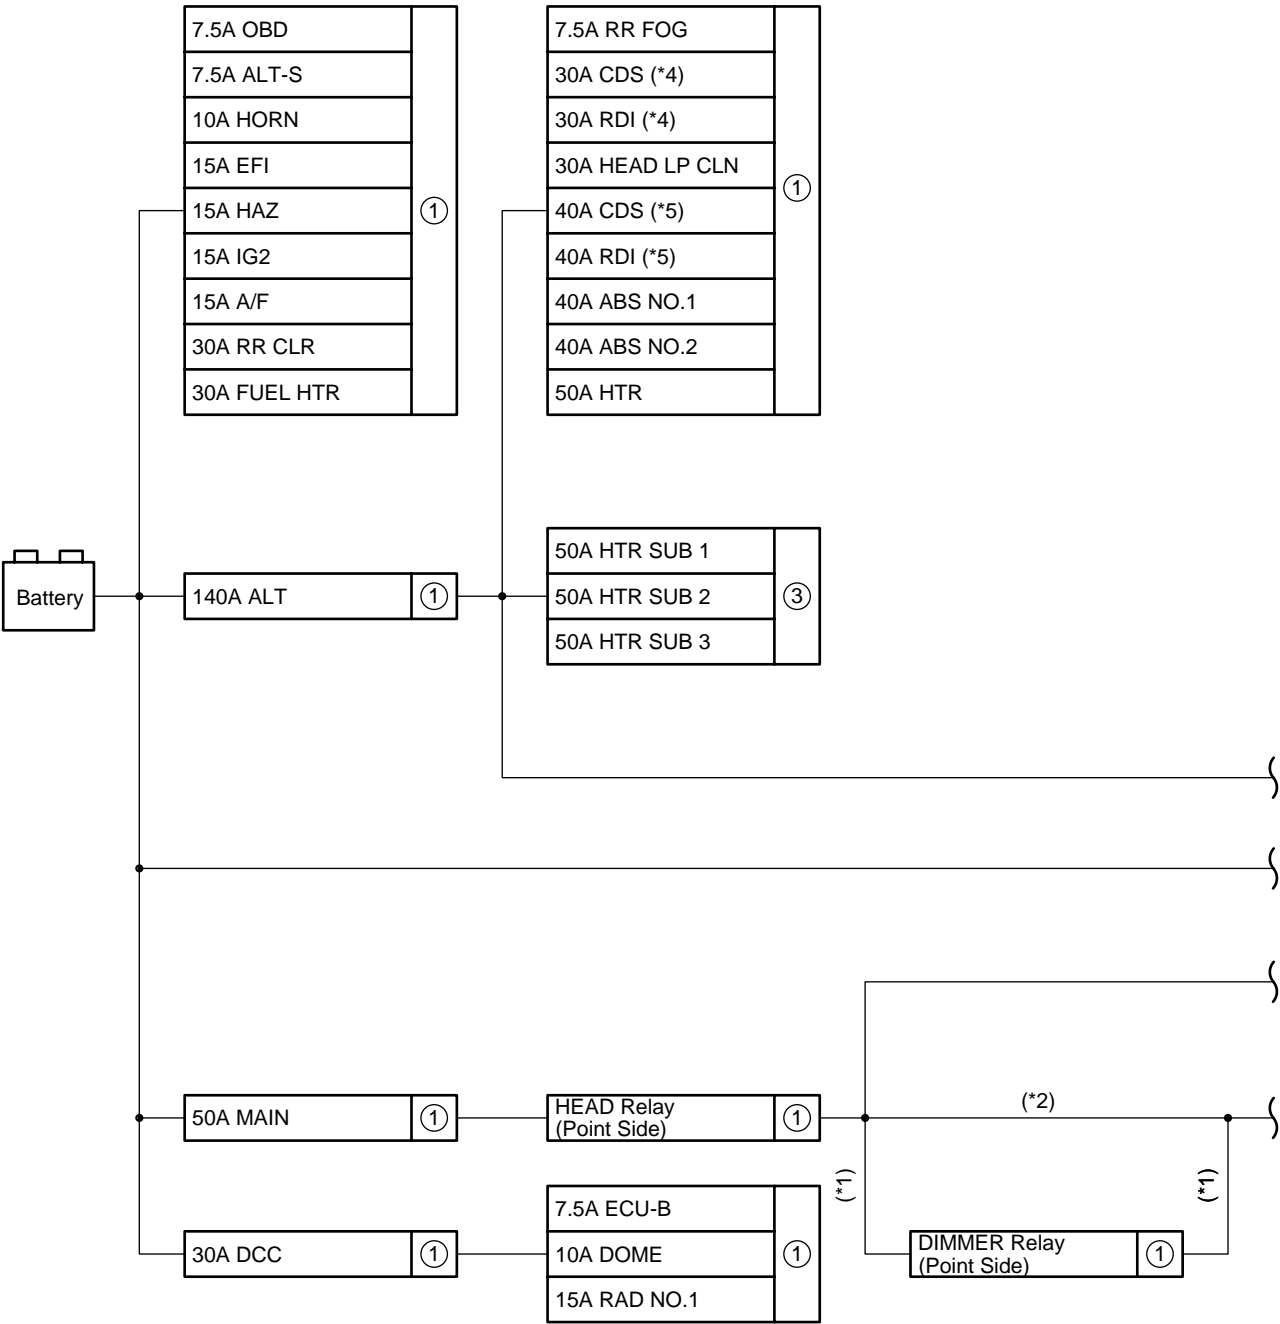 7.5A OBD
7.5A ALT-S
10A HORN
15A EFI
15A HAZ
15A IG2
15A A/F
30A RR CLR
30A FUEL HTR
1
7.5A RR FOG
30A CDS (*4)
30A RDI (*4)
30A HEAD LP CLN
40A CDS (*5)
40A RDI (*5)
40A ABS NO.1
40A ABS NO.2
50A HTR
1
Battery
140A ALT
1
50A HTR SUB 1
50A HTR SUB 2
50A HTR SUB 3
3
50A MAIN
1
HEAD Relay
(Point Side)
1
(*2)
(*1)
(*1)
30A DCC
1
7.5A ECU-B
10A DOME
15A RAD NO.1
1
DIMMER Relay
(Point Side)
1